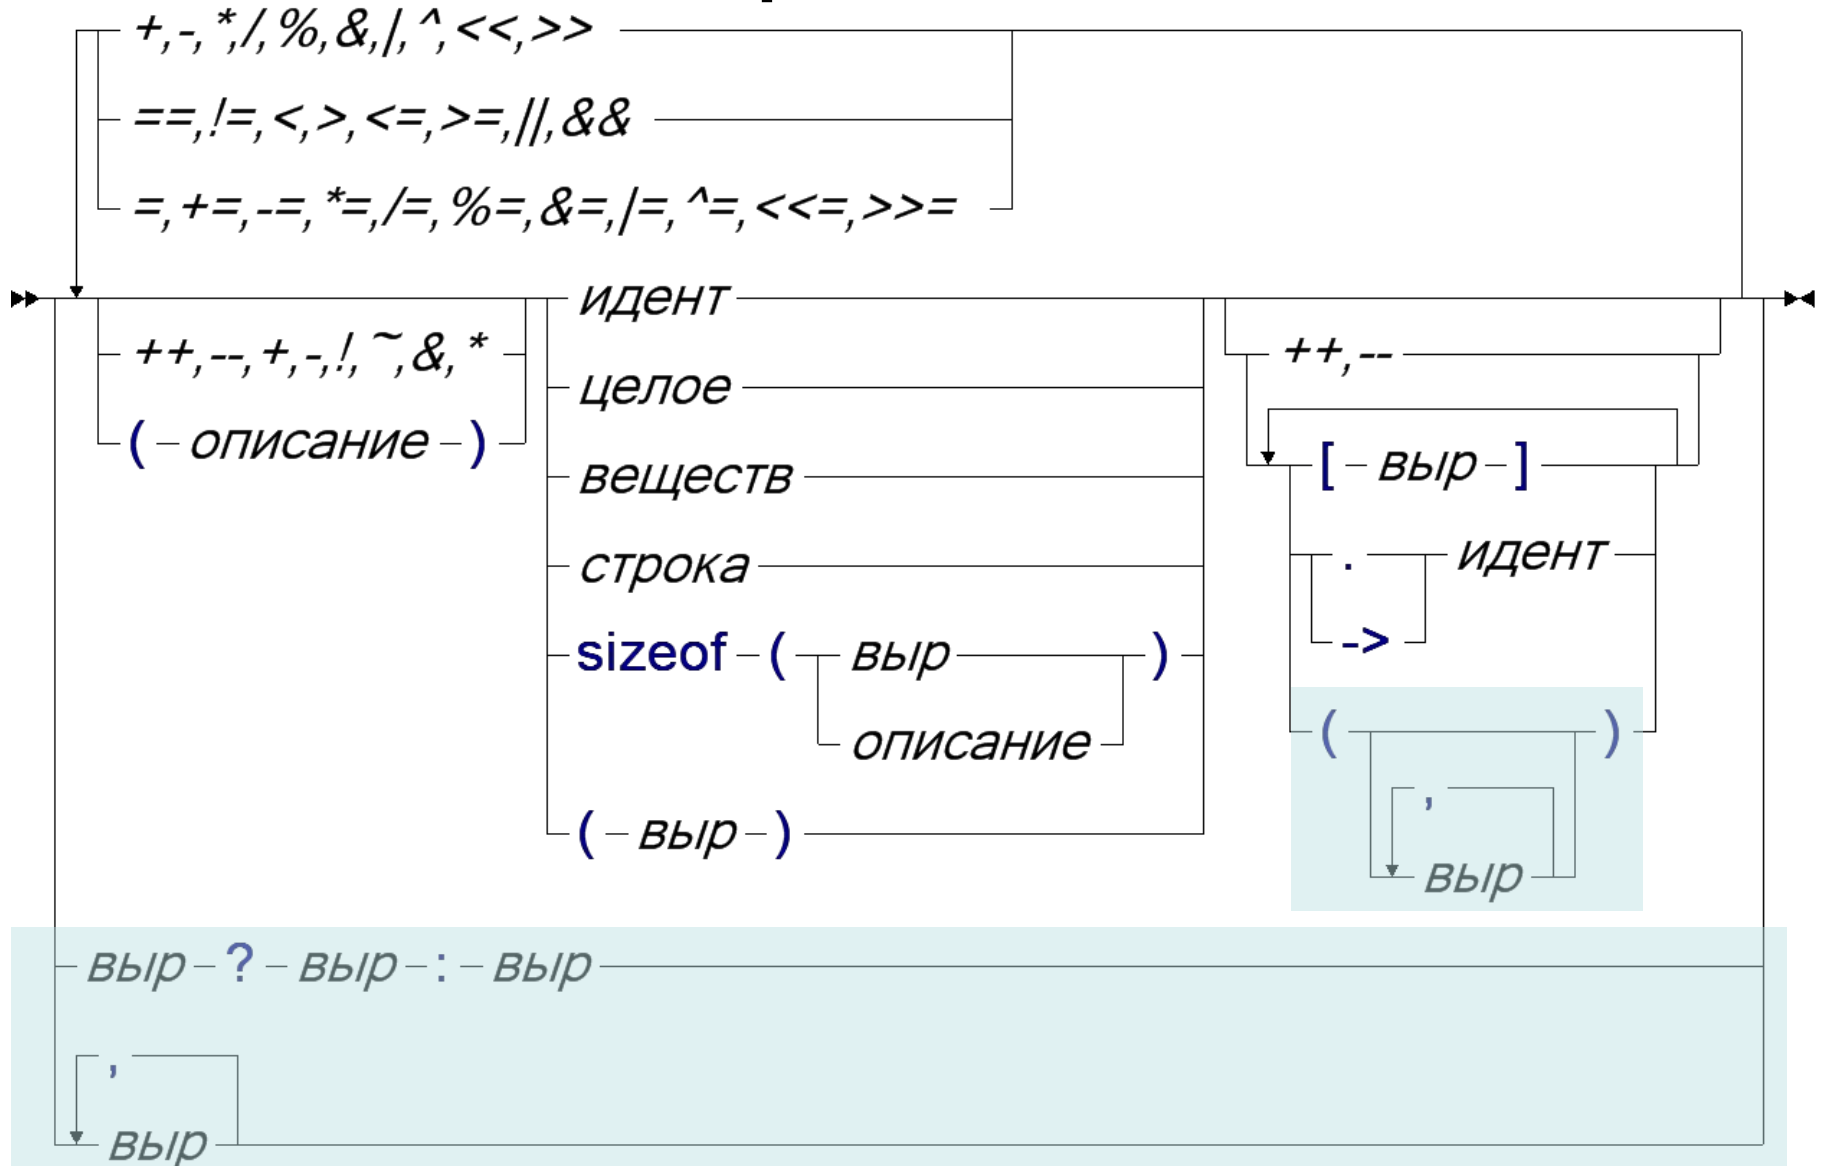 +,-,*,/,%,&,|,^,<<,>>
==,!=,<,>,<=,>=,||,&&
=,+=,-=,*=,/=,%=,&=,|=,^=,<<=,>>=
идент
++,--,+,-,!,~,&,*
++,--
целое
( описание )
[ выр ]
веществ
. идент
строка
->
sizeof ( выр )
описание
( )
,
( выр )
выр
выр ? выр : выр
,
выр